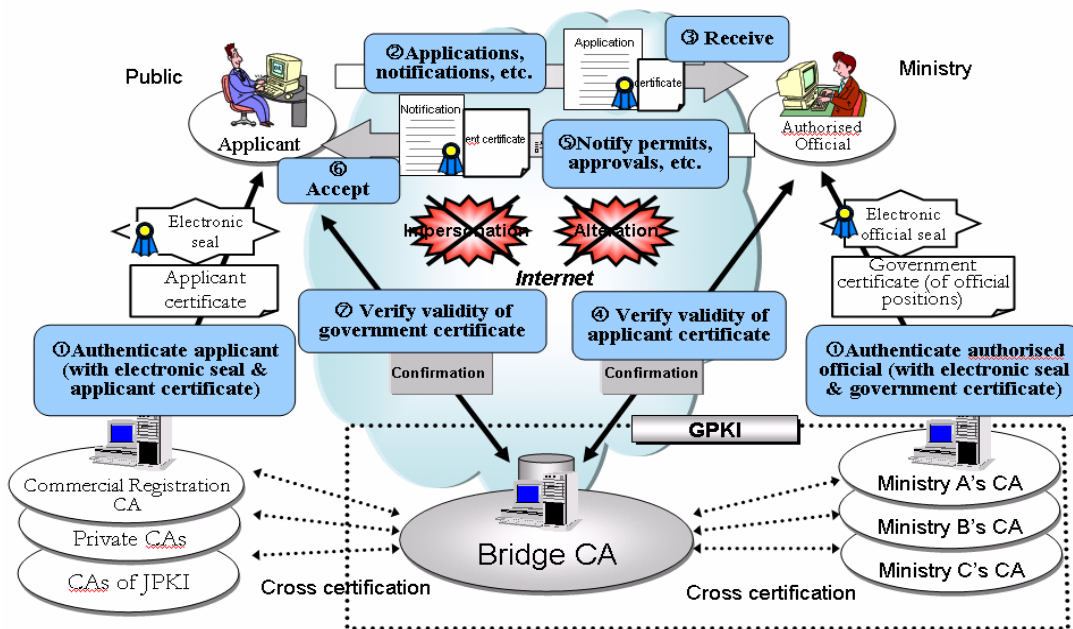 ②Applications,
notifications, etc.
Application
③ Receive
Public
Ministry
certificate
Notification
Applicant
ent certificate
⑤Notify permits,
approvals, etc.
Authorised
Official
⑥
Accept
Impersonation
Alteration
Internet
Electronic
seal
Electronic
official seal
Applicant
certificate
Government
certificate (of official
positions)
⑦ Verify validity of
government certificate
④ Verify validity of
applicant certificate
①Authenticate applicant
(with electronic seal &
applicant certificate)
①Authenticate authorised
official (with electronic seal
& government certificate)
Confirmation
Confirmation
GPKI
Commercial Registration
CA
Private CAs
CAs of JPKI
Bridge CA
Ministry A's CA
Ministry B's CA
Ministry C's CA
Cross certification
Cross certification